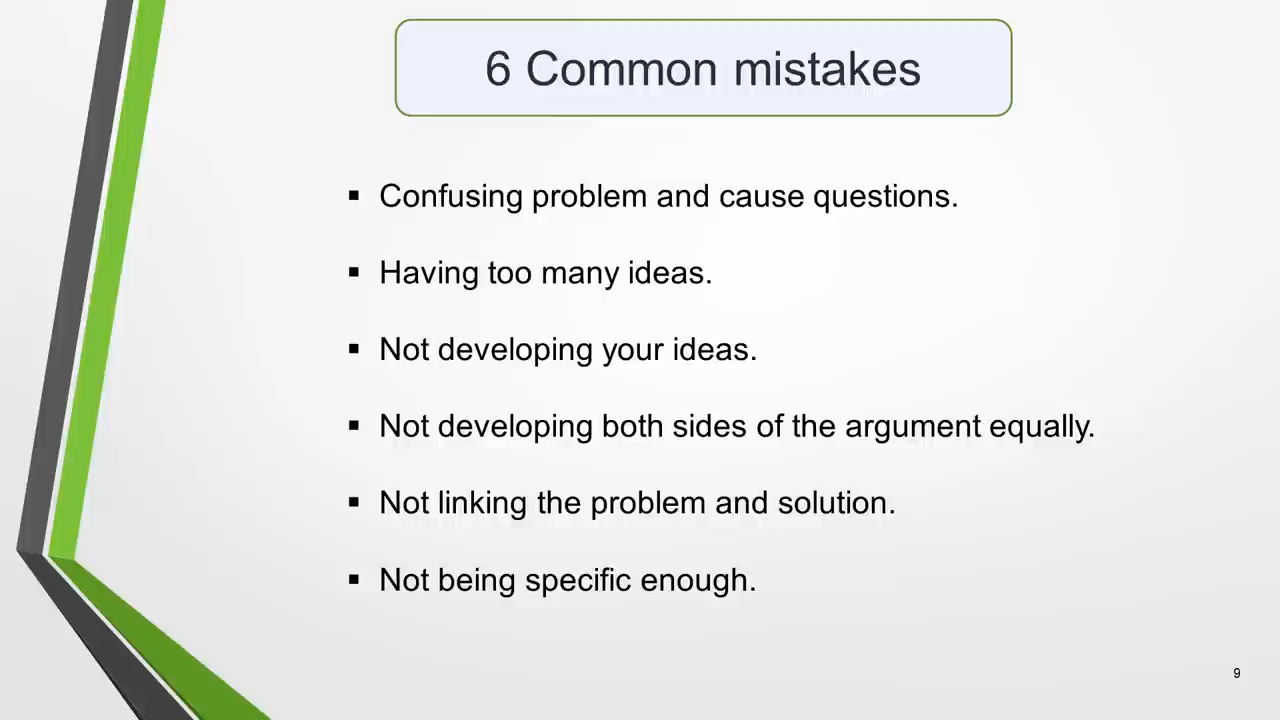 6 Common mistakes
▪ Confusing problem and cause questions.
▪ Having too many ideas.
▪ Not developing your ideas.
▪ Not developing both sides of the argument equally.
▪ Not linking the problem and solution.
▪ Not being specific enough.
9